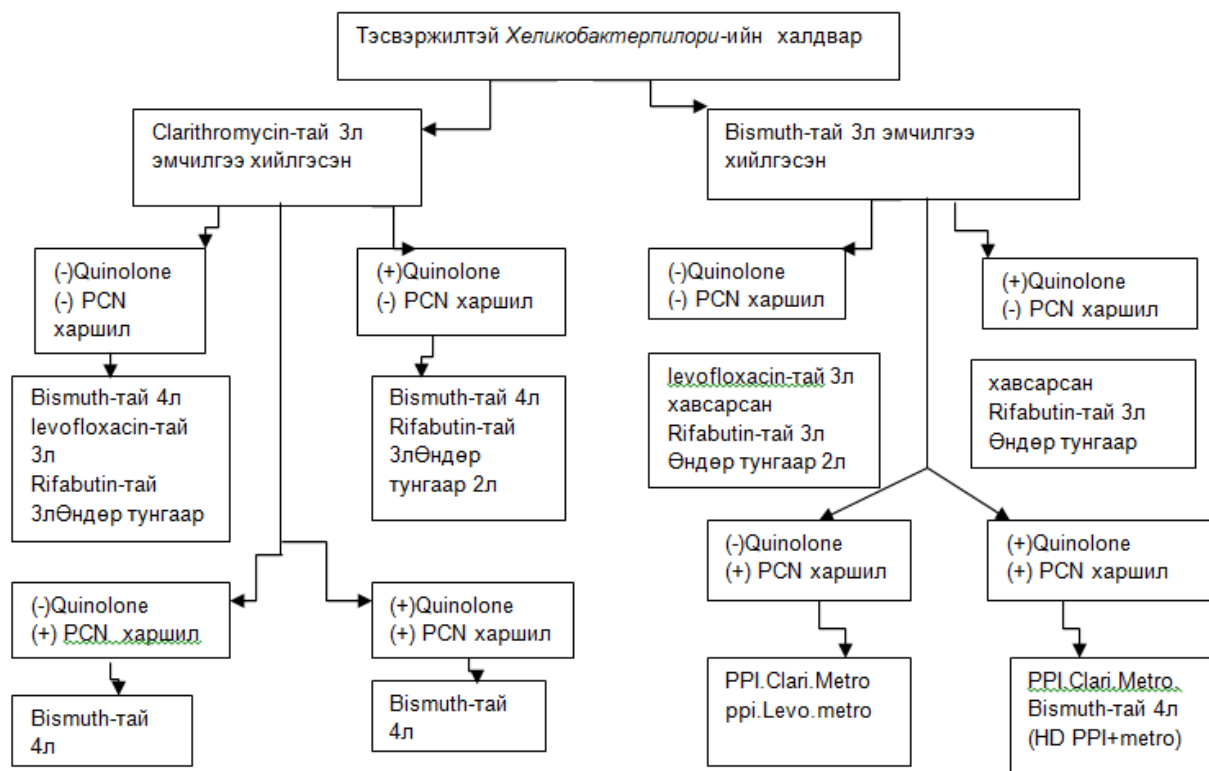 Тэсвэржилтэй Хеликобактерпилори-ийн халдвар
Clarithromycin-тай 3л
эмчилгээ хийлгэсэн
Bismuth-тай 3л эмчилгээ
хийлгэсэн
(-)Quinolone
(-) PCN
харшил
(+)Quinolone
(-) PCN харшил
(-)Quinolone
(-) PCN харшил
(+)Quinolone
(-) PCN харшил
Bismuth-тай 4л
levofloxacin-тай
3л
Rifabutin-тай
3лӨндөр тунгаар
Bismuth-тай 4л
Rifabutin-тай
3лӨндөр
тунгаар 2л
levofloxacin-тай 3л
хавсарсан
Rifabutin-тай 3л
Өндөр тунгаар 2л
хавсарсан
Rifabutin-тай 3л
Өндөр тунгаар
(-)Quinolone
(+) PCN харшил
(+)Quinolone
(+) PCN харшил
(-)Quinolone
(+) PCN харшил
(+)Quinolone
(+) PCN харшил
Bismuth-тай
4л
Bismuth-тай
4л
PPI.Clari.Metro
ppi.Levo.metro
PPI.Clari.Metro.
Bismuth-тай 4л
(HD PPI+metro)